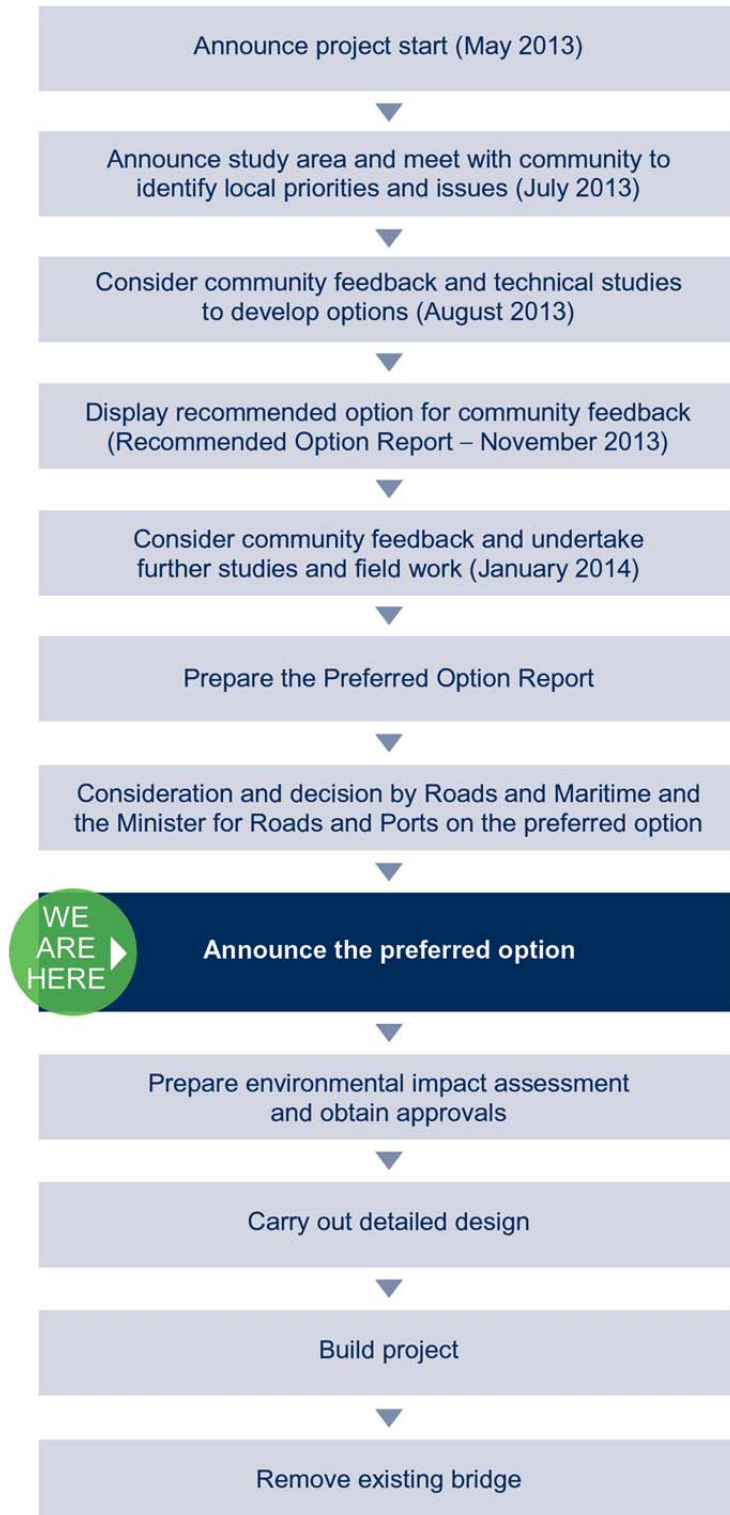 Announce project start (May 2013)
Announce study area and meet with community to
identify local priorities and issues (July 2013)
Consider community feedback and technical studies
to develop options (August 2013)
Display recommended option for community feedback
(Recommended Option Report – November 2013)
Consider community feedback and undertake
further studies and field work (January 2014)
Prepare the Preferred Option Report
Consideration and decision by Roads and Maritime and
the Minister for Roads and Ports on the preferred option
WE
ARE
HERE
Announce the preferred option
Prepare environmental impact assessment
and obtain approvals
Carry out detailed design
Build project
Remove existing bridge